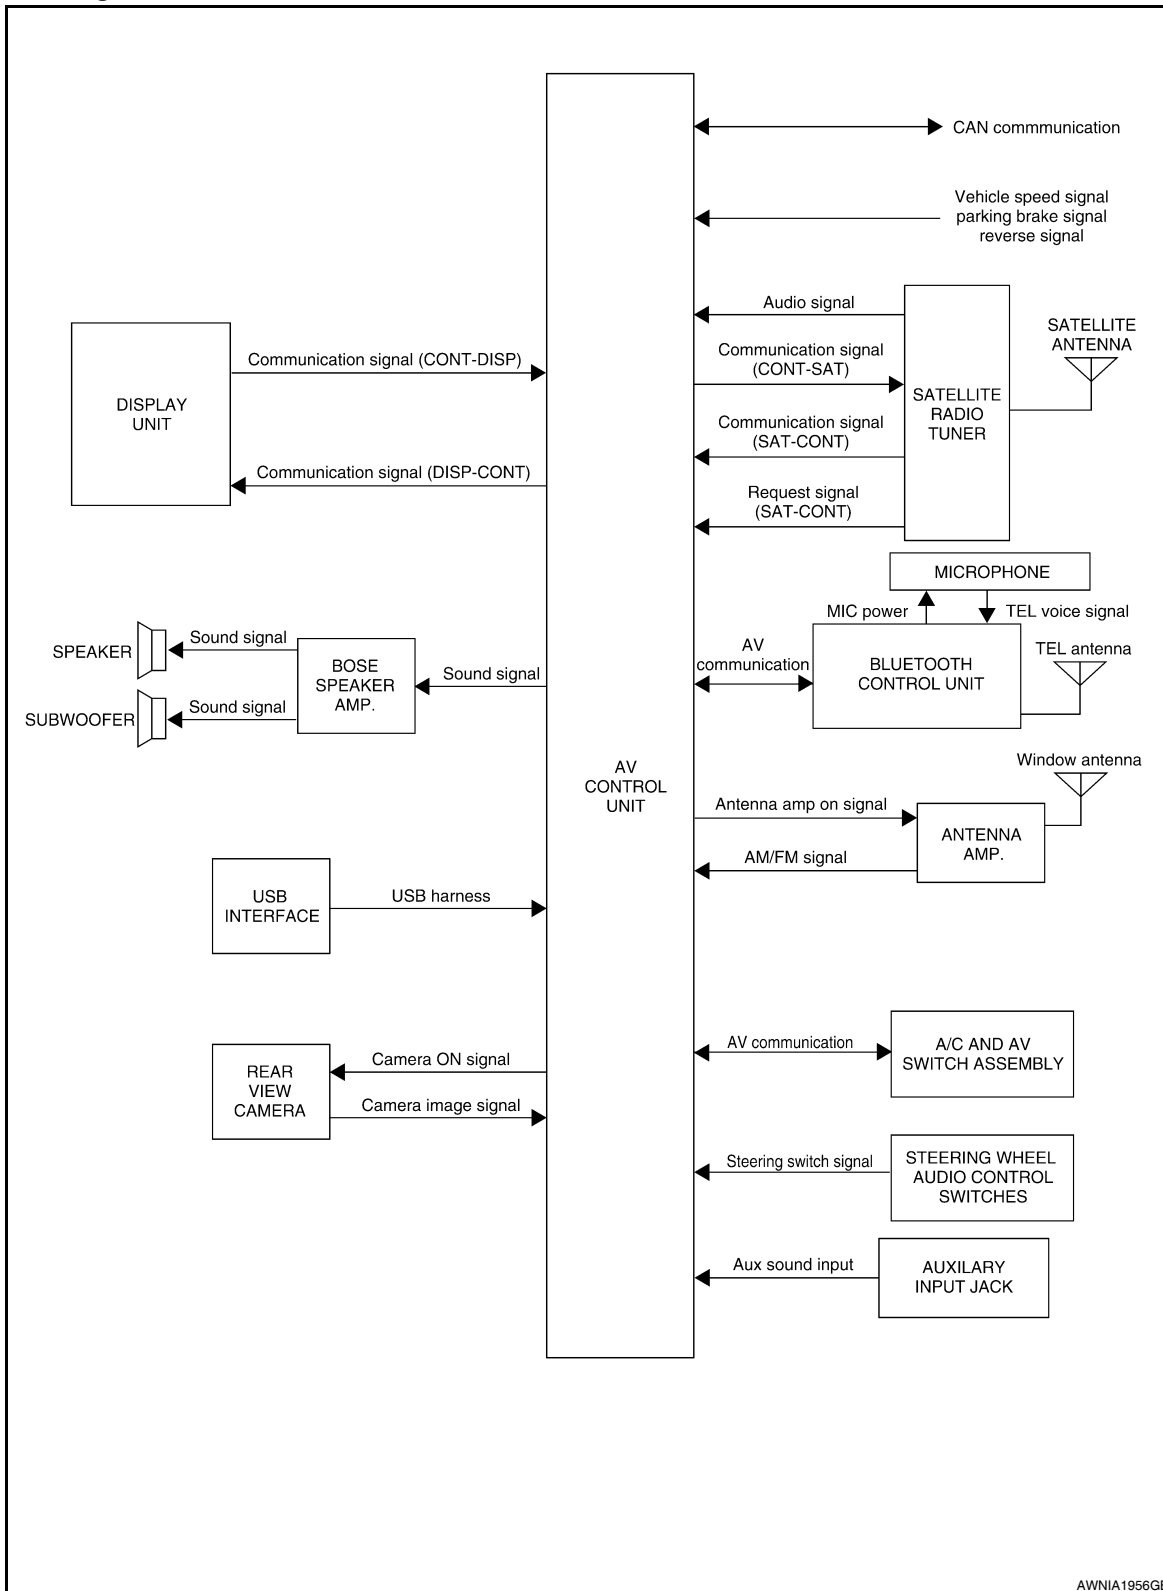 CAN commmunication
Vehicle speed signal
parking brake signal
reverse signal
Audio signal
Communication signal
(CONT-SAT)
Communication signal
(SAT-CONT)
Request signal
(SAT-CONT)
SATELLITE
RADIO
TUNER
SATELLITE
ANTENNA
DISPLAY
UNIT
Communication signal (CONT-DISP)
Communication signal (DISP-CONT)
MICROPHONE
MIC power
TEL voice signal
AV
communication
BLUETOOTH
CONTROL UNIT
TEL antenna
SPEAKER
Sound signal
SUBWOOFER
Sound signal
BOSE
SPEAKER
AMP.
Sound signal
AV
CONTROL
UNIT
Window antenna
Antenna amp on signal
AM/FM signal
ANTENNA
AMP.
USB
INTERFACE
USB harness
REAR
VIEW
CAMERA
Camera ON signal
Camera image signal
AV communication
A/C AND AV
SWITCH ASSEMBLY
Steering switch signal
STEERING WHEEL
AUDIO CONTROL
SWITCHES
Aux sound input
AUXILARY
INPUT JACK